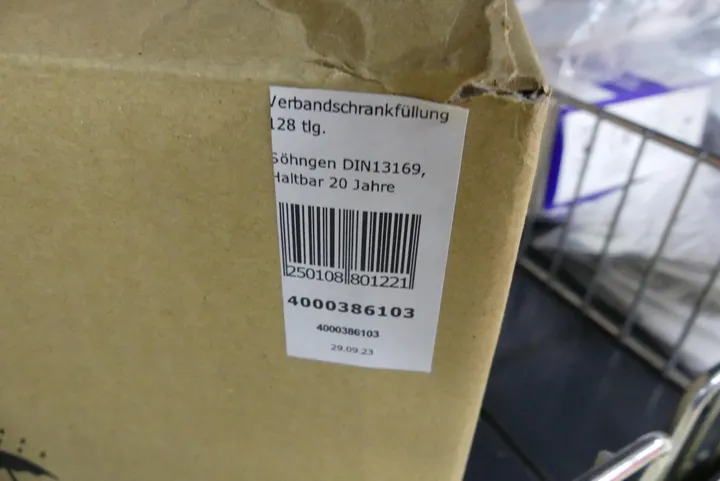 Verbandschrankfüllung
128 tlg.
Söhngen DIN13169,
Haltbar 20 Jahre
250108 801221
4000386103
4000386103
29.09.23